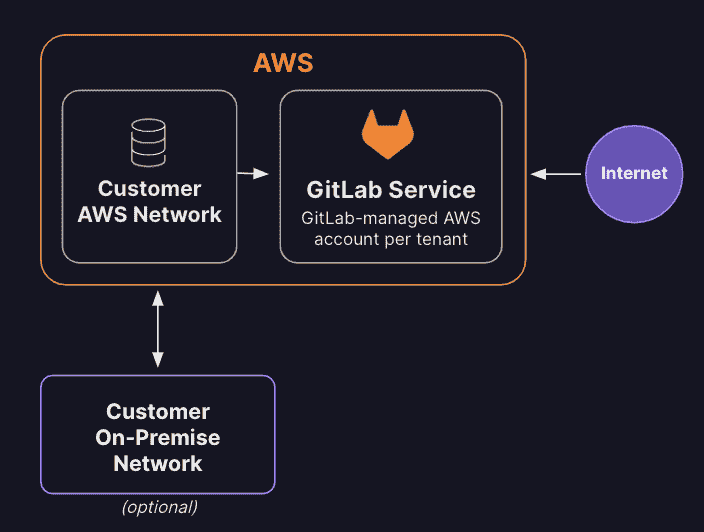 AWS
Customer
AWS Network
GitLab Service
GitLab-managed AWS
account per tenant
Internet
Customer
On-Premise
Network
(optional)